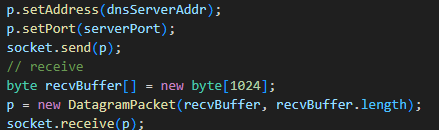 p.setAddress(dnsServerAddr);
p.setPort(serverPort);
socket.send(p);
// receive
byte recvBuffer[] = new byte[1024];
p = new DatagramPacket(recvBuffer, recvBuffer.length);
socket.receive(p);